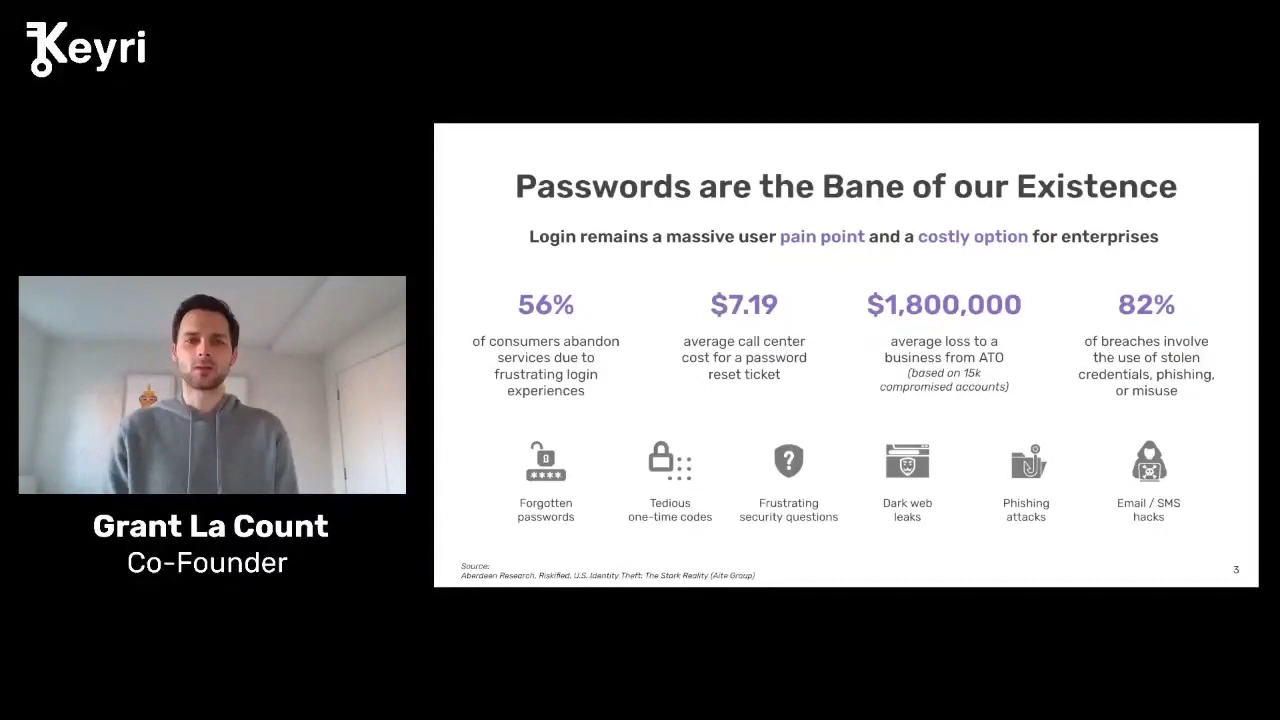 Keyri
Passwords are the Bane of our Existence
Login remains a massive user pain point and a costly option for enterprises
56%
of consumers abandon
services due to
frustrating login
experiences
$7.19
average call center
cost for a password
reset ticket
$1,800,000
average loss to a
business from ATO
(based on 15k
compromised accounts)
82%
of breaches involve
the use of stolen
credentials, phishing,
or misuse
Forgotten
passwords
Tedious
one-time codes
Frustrating
security questions
Dark web
leaks
Phishing
attacks
Email / SMS
hacks
Source:
Aberdeen Research, Riskified, U.S. Identity Theft: The Stark Reality (Aite Group)
3
Grant La Count
Co-Founder